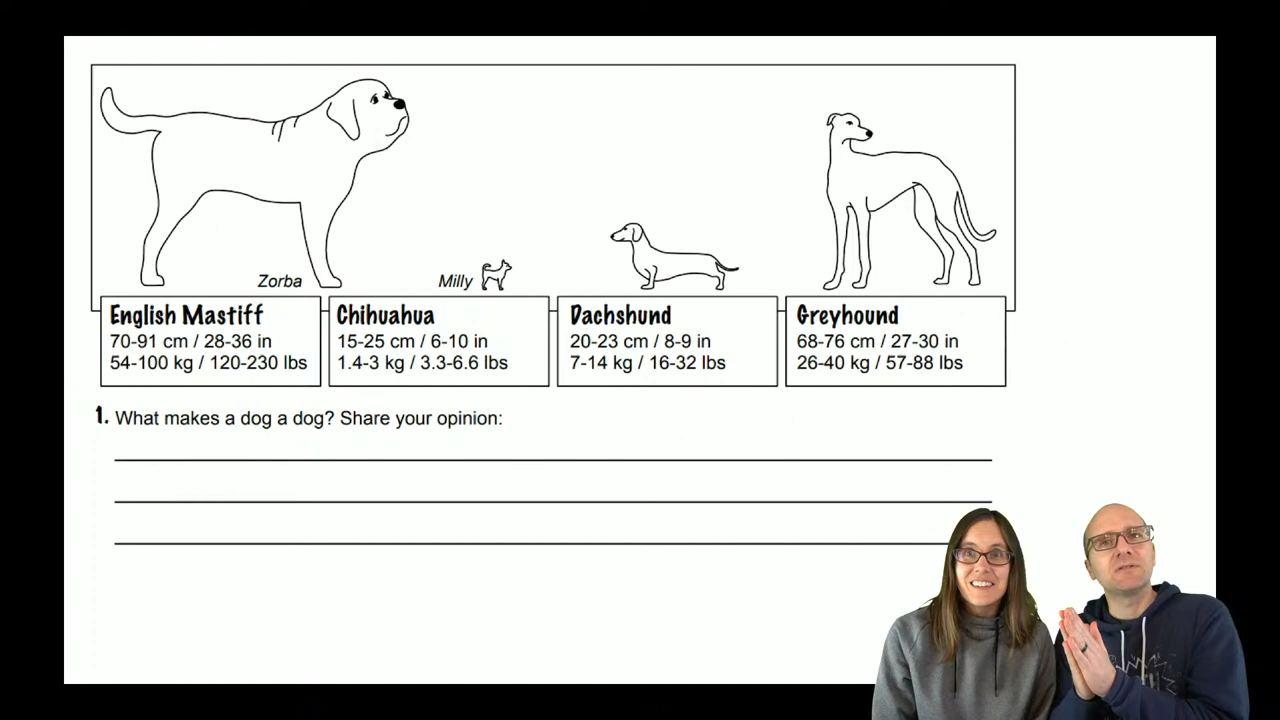 Zorba
Milly
English Mastiff
70-91 cm / 28-36 in
54-100 kg / 120-230 lbs
Chihuahua
15-25 cm / 6-10 in
1.4-3 kg / 3.3-6.6 lbs
Dachshund
20-23 cm / 8-9 in
7-14 kg / 16-32 lbs
Greyhound
68-76 cm / 27-30 in
26-40 kg / 57-88 lbs
1. What makes a dog a dog? Share your opinion: